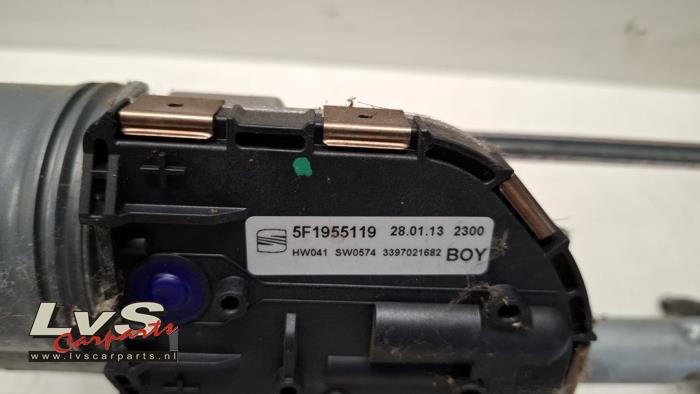 5F1955119 28.01.13 2300
HW041 SW0574 3397021682 BOY
LvS
Carparts
www.lvscarparts.nl